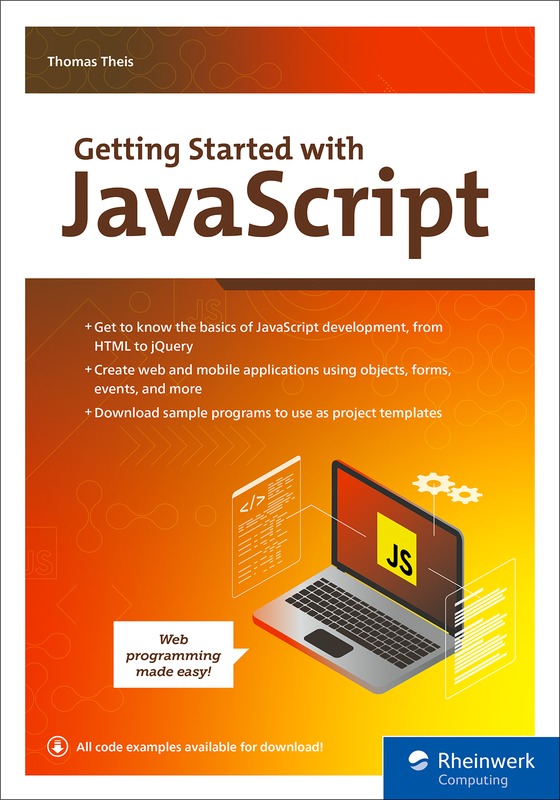 Thomas Theis
Getting Started with
JavaScript
JS
+ Get to know the basics of JavaScript development, from
HTML to jQuery
+ Create web and mobile applications using objects, forms,
events, and more
+ Download sample programs to use as project templates
</>
JS
JS
Web
programming
made easy!
All code examples available for download!
Rheinwerk
Computing